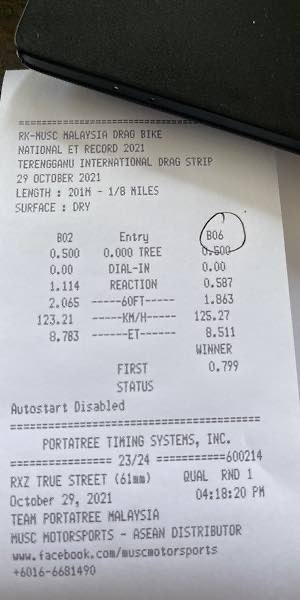 ================================
RK-MUSC MALAYSIA DRAG BIKE
NATIONAL ET RECORD 2021
TERENGGANU INTERNATIONAL DRAG STRIP
29 OCTOBER 2021
LENGTH : 201M - 1/8 MILES
SURFACE : DRY
B02 Entry B06
0.500 0.000 TREE 0.500
0.00 DIAL-IN 0.00
1.114 REACTION 0.587
2.065 -----60FT----- 1.863
123.21 -----KM/H----- 125.27
8.783 ------ET------ 8.511
WINNER
FIRST 0.799
STATUS
Autostart Disabled
========================================
PORTATREE TIMING SYSTEMS, INC.
=============== 23/24 ===========600214
RXZ TRUE STREET (61mm) QUAL RND 1
October 29, 2021 04:18:20 PM
TEAM PORTATREE MALAYSIA
MUSC MOTORSPORTS - ASEAN DISTRIBUTOR
www.facebook.com/muscmotorsports
+6016-6681490